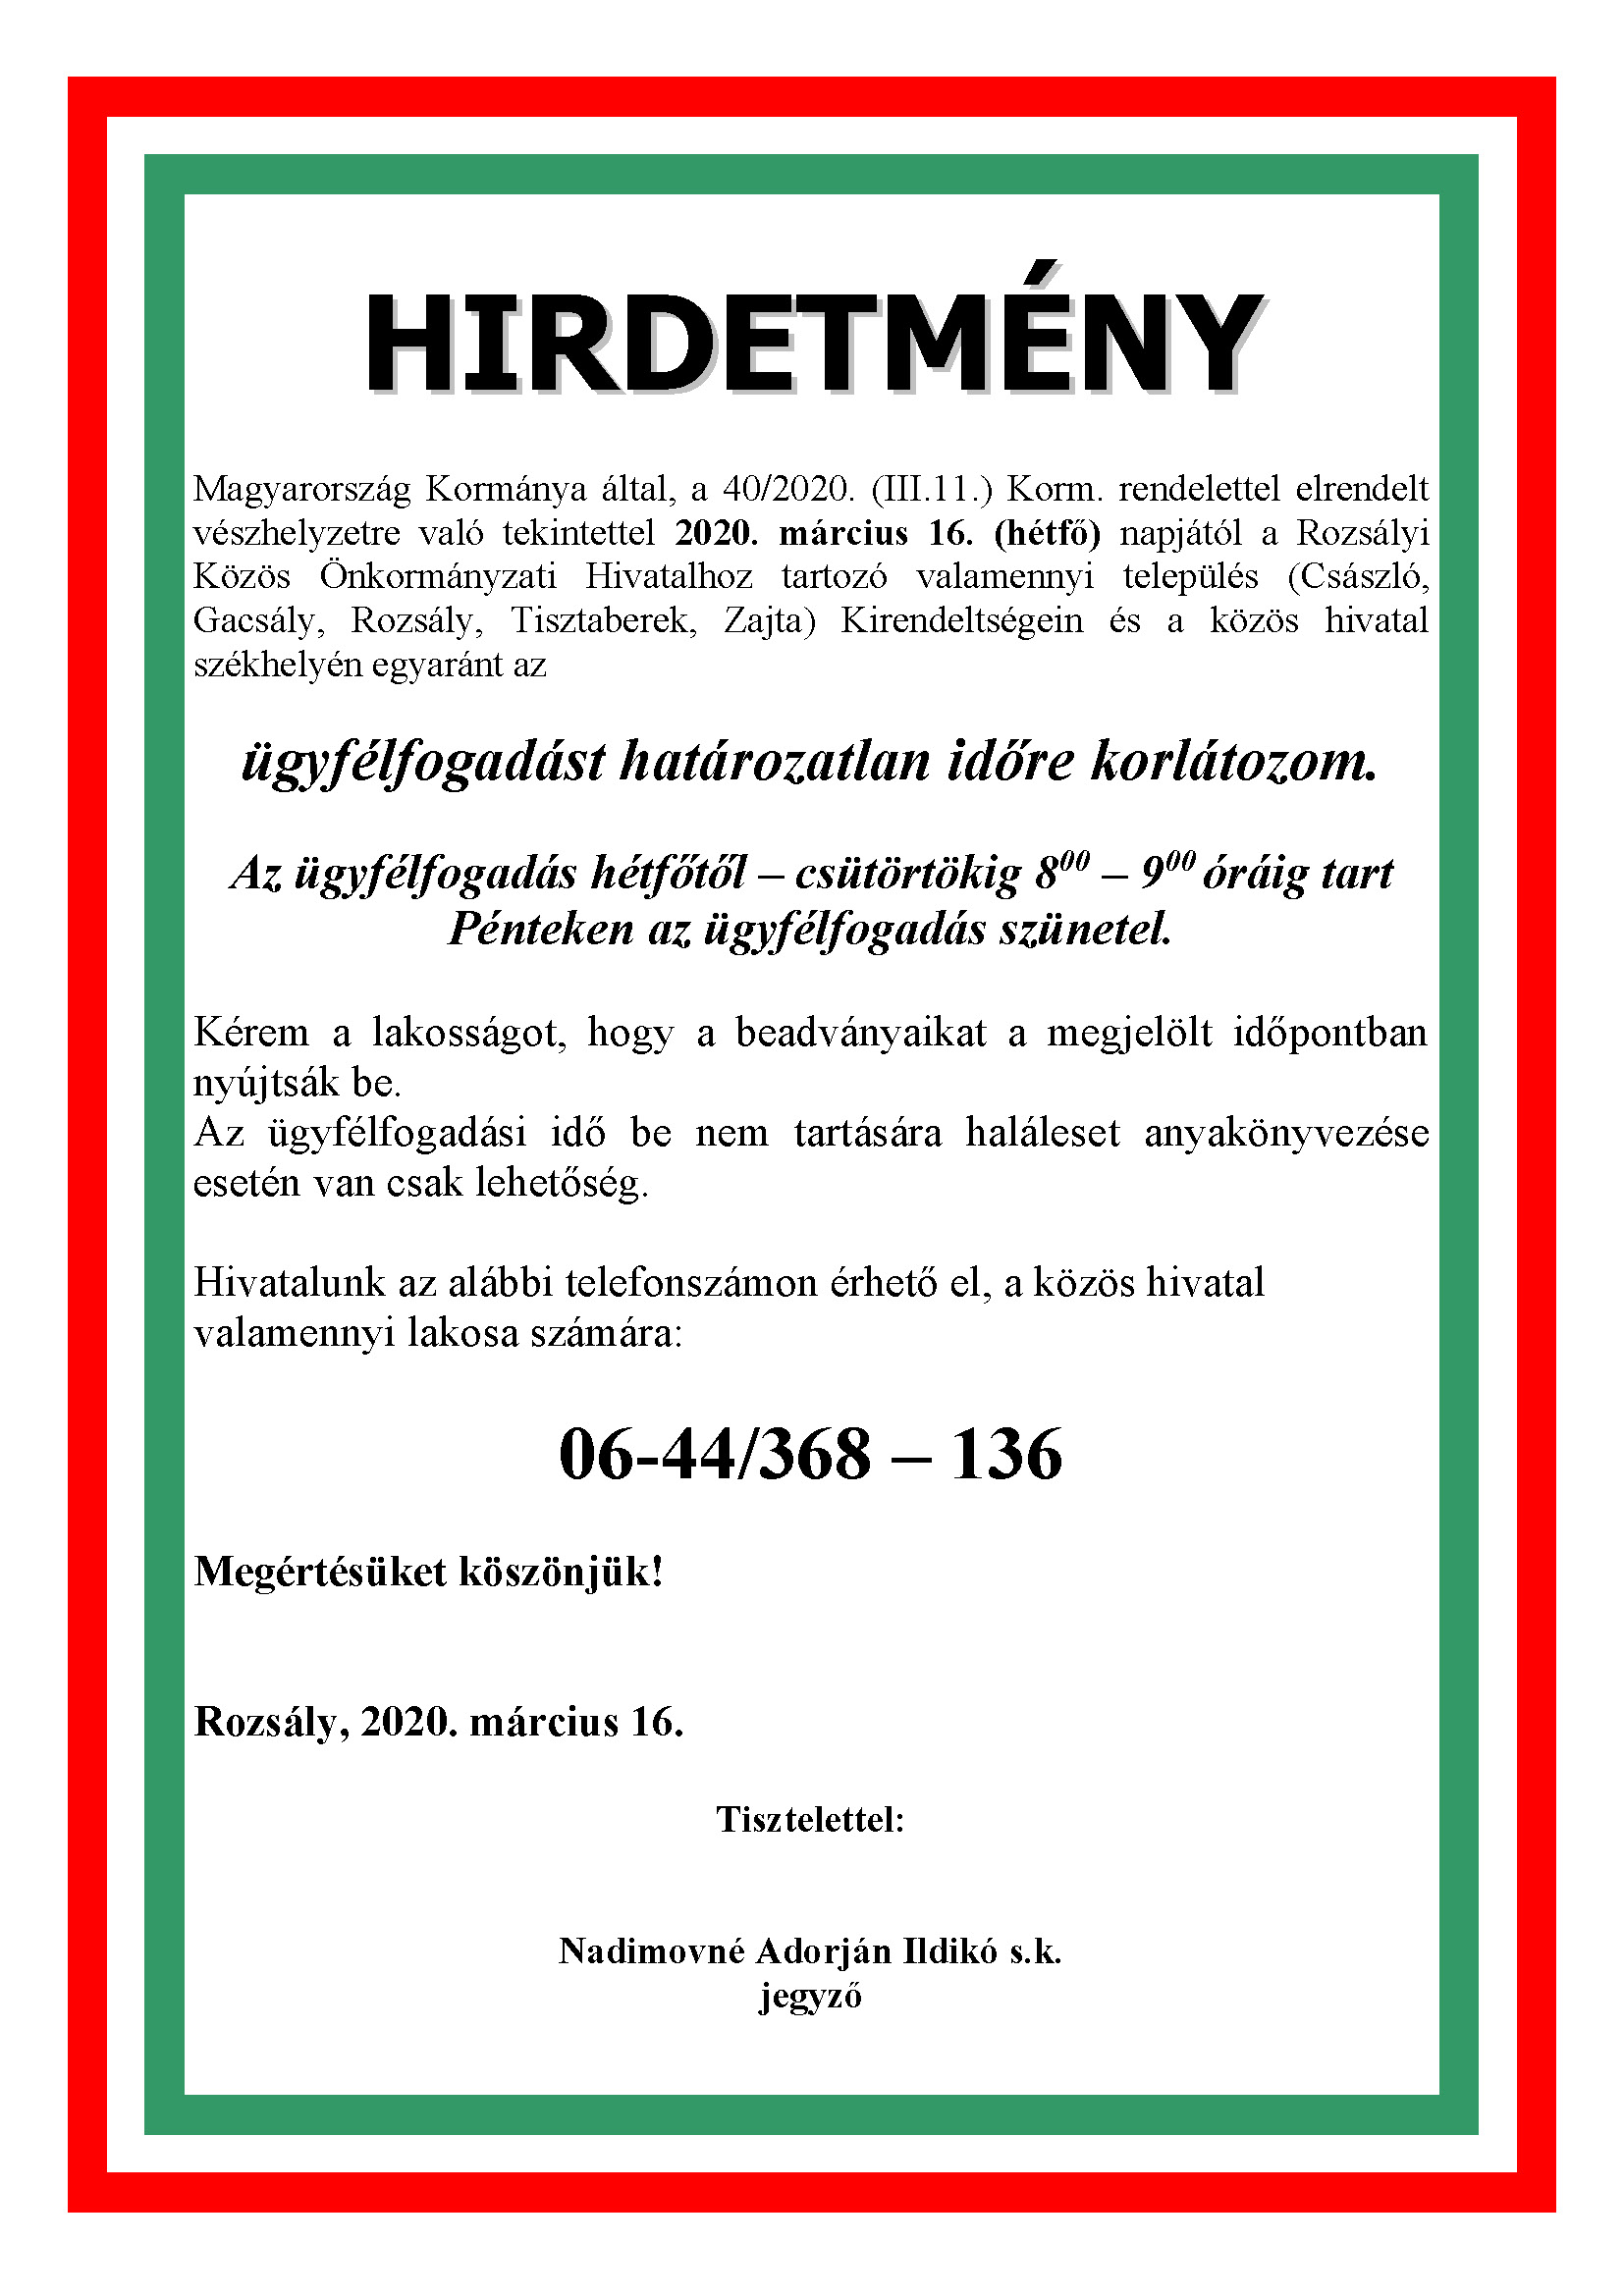 HIRDETMÉNY
Magyarország Kormánya által, a 40/2020. (III.11.) Korm. rendelettel elrendelt
vészhelyzetre való tekintettel 2020. március 16. (hétfő) napjától a Rozsályi
Közös Önkormányzati Hivatalhoz tartozó valamennyi település (Császló,
Gacsály, Rozsály, Tisztaberek, Zajta) Kirendeltségein és a közös hivatal
székhelyén egyaránt az
ügyfélfogadást határozatlan időre korlátozom.
Az ügyfélfogadás hétfőtől – csütörtökig 8⁰⁰ – 9⁰⁰ óráig tart
Pénteken az ügyfélfogadás szünetel.
Kérem a lakosságot, hogy a beadványaikat a megjelölt időpontban
nyújtsák be.
Az ügyfélfogadási idő be nem tartására haláleset anyakönyvezése
esetén van csak lehetőség.
Hivatalunk az alábbi telefonszámon érhető el, a közös hivatal
valamennyi lakosa számára:
06-44/368 – 136
Megértésüket köszönjük!
Rozsály, 2020. március 16.
Tisztelettel:
Nadimovné Adorján Ildikó s.k.
jegyző